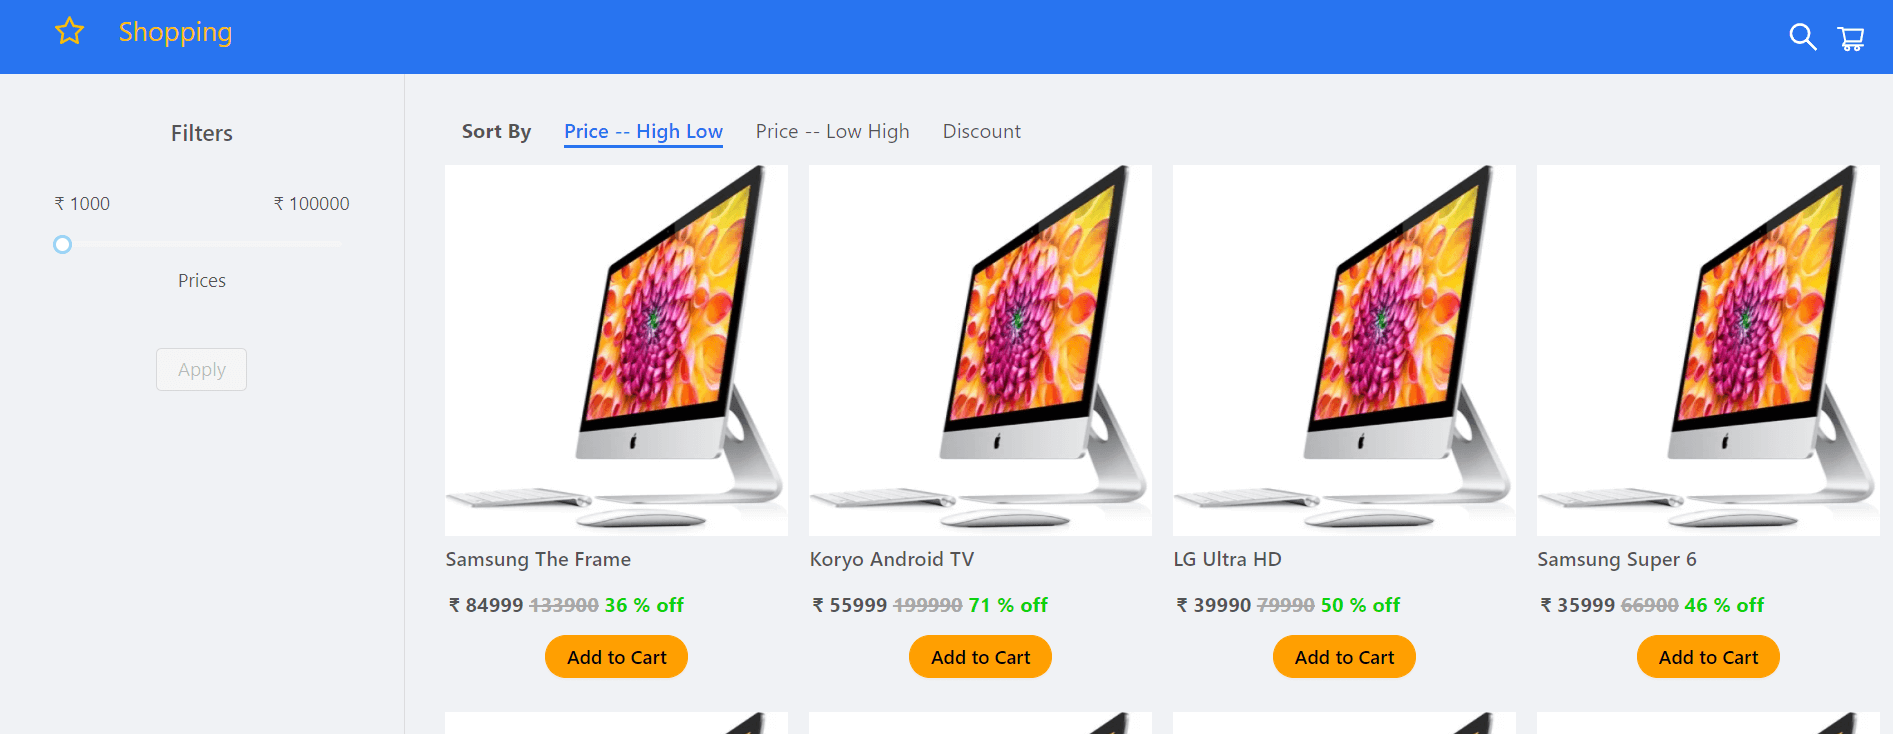 Shopping
Filters
₹ 1000 ₹ 100000
Prices
Apply
Sort By Price -- High Low Price -- Low High Discount
Samsung The Frame
₹ 84999 133900 36 % off
Add to Cart
Koryo Android TV
₹ 55999 199990 71 % off
Add to Cart
LG Ultra HD
₹ 39990 79990 50 % off
Add to Cart
Samsung Super 6
₹ 35999 66900 46 % off
Add to Cart